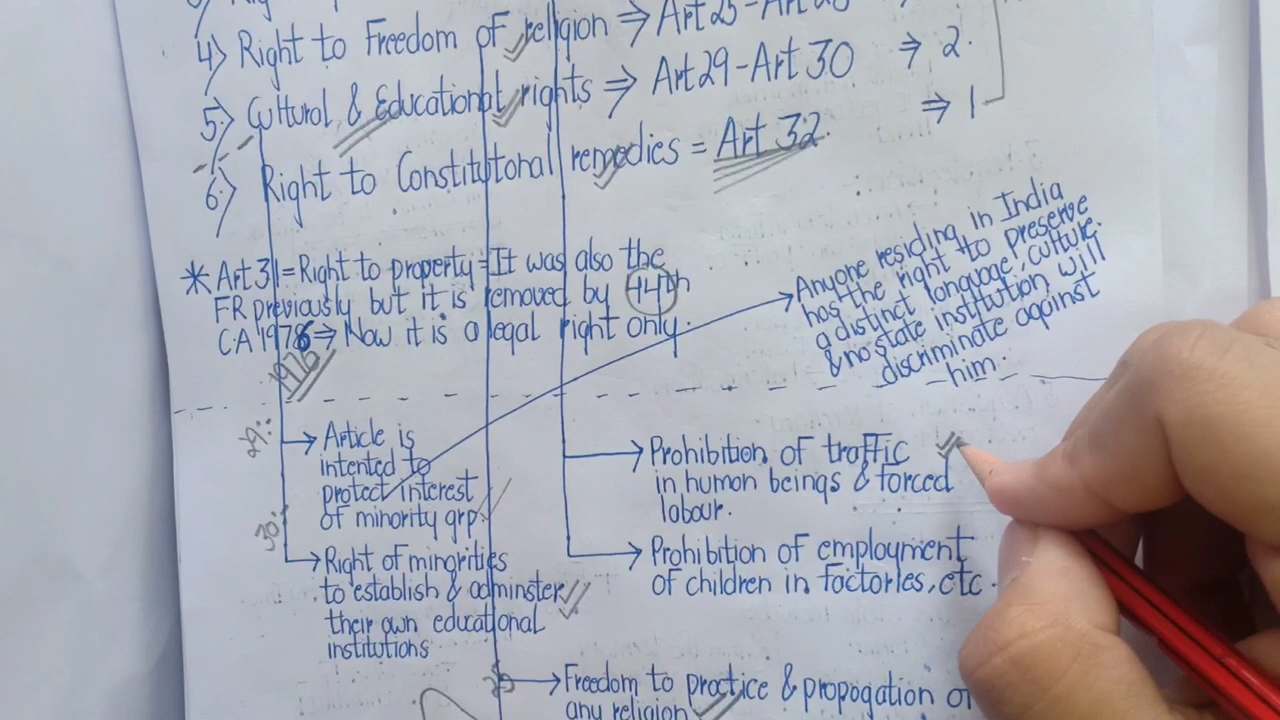 4) Right to Freedom of religion ⇒ Art 25 - Art 28
5) Cultural & Educational rights ⇒ Art 29 - Art 30 ⇒ 2.
6) Right to Constitutonal remedies = Art 32. ⇒ 1
* Art 31 = Right to property = It was also the
FR previously but it is removed by 44th
CA 1978 ⇒ Now it is a legal right only.
1976
Anyone residing in India
has the right to preserve
a distinct language, culture.
& no state institution will
discriminate against
him.
29:
Article is
intented to
protect interest
of minority grp.
30:
Right of minorities
to establish & adminster
their own educational
institutions
Prohibition of traffic
in human beings & forced
labour.
Prohibition of employment
of children in factories, etc.
25
Freedom to practice & propogation of
any religion